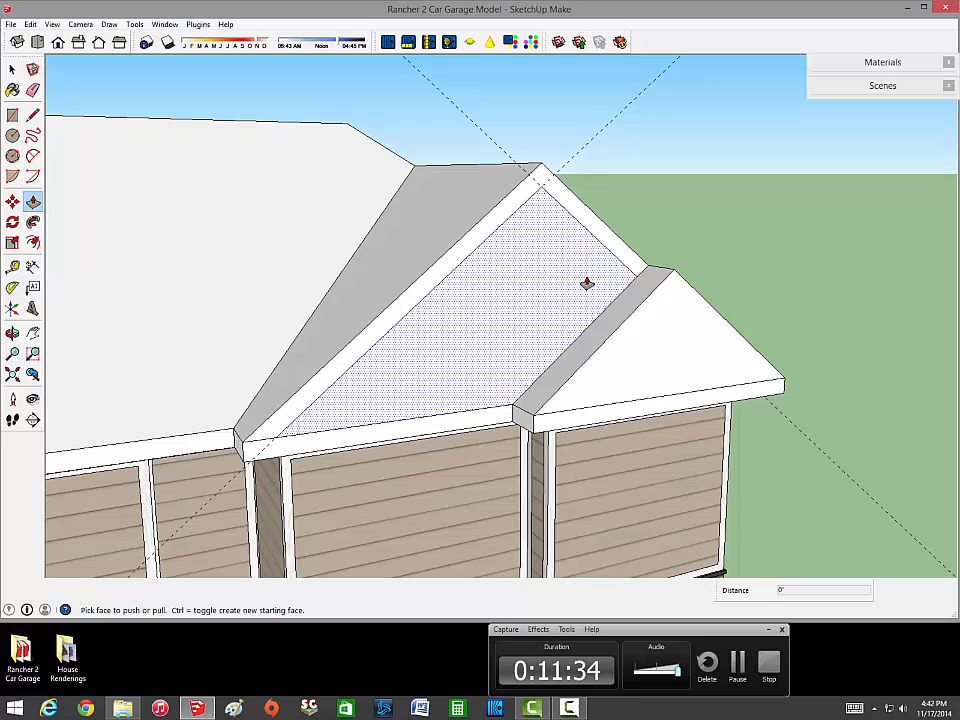 Rancher 2 Car Garage Model - SketchUp Make
File Edit View Camera Draw Tools Window Plugins Help
J F M A M J J A S O N D
06:43 AM Noon 04:45 PM
Materials
Scenes
A1
Distance 0'
Pick face to push or pull. Ctrl = toggle create new starting face.
Capture Effects Tools Help
Duration
0:11:34
Audio
Delete Pause Stop
Rancher 2
Car Garage
House
Renderings
SC
4:42 PM
11/17/2014